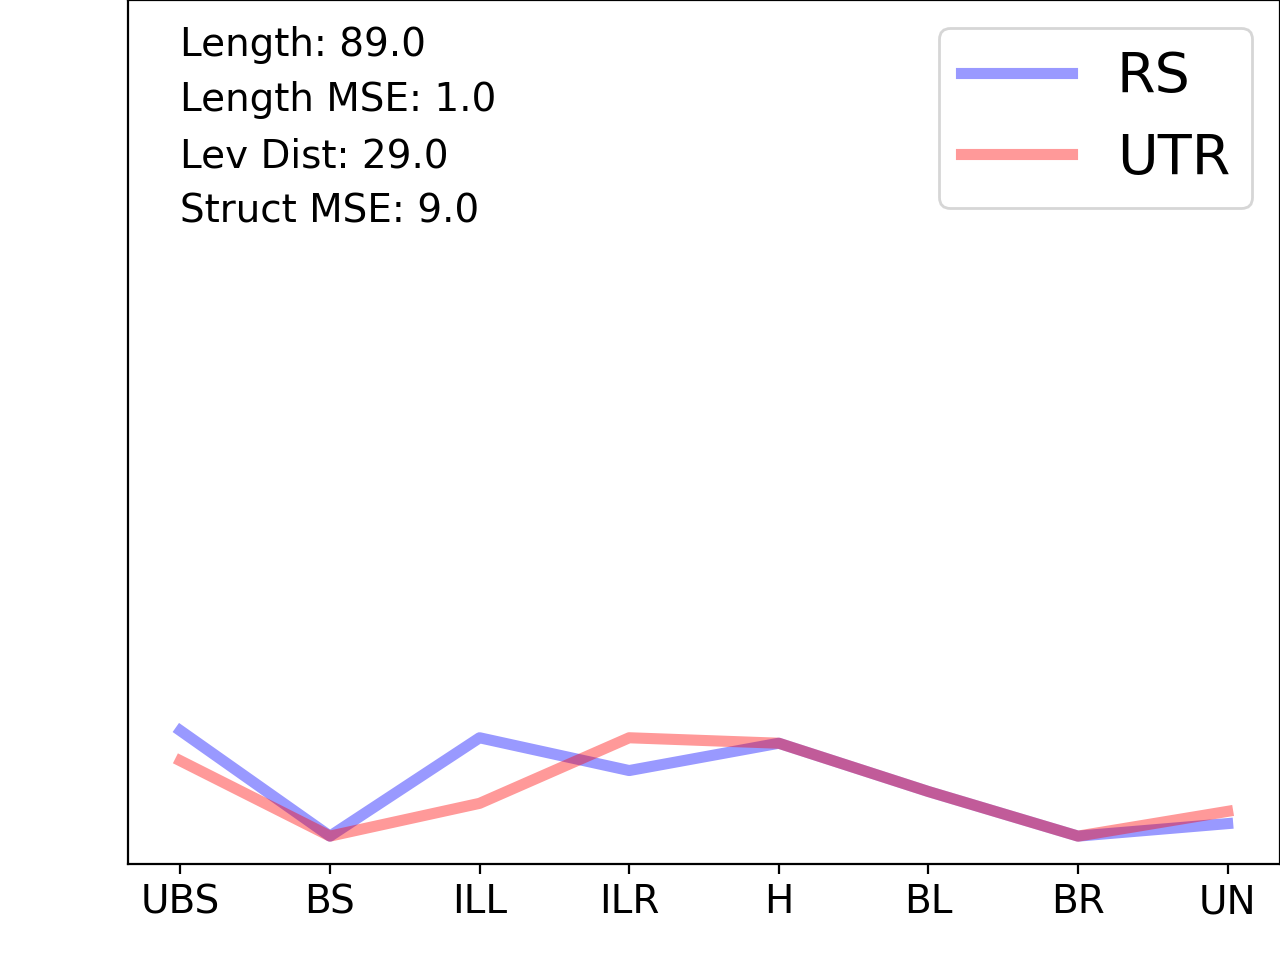 Length: 89.0
Length MSE: 1.0
Lev Dist: 29.0
Struct MSE: 9.0
RS
UTR
UBS BS ILL ILR H BL BR UN